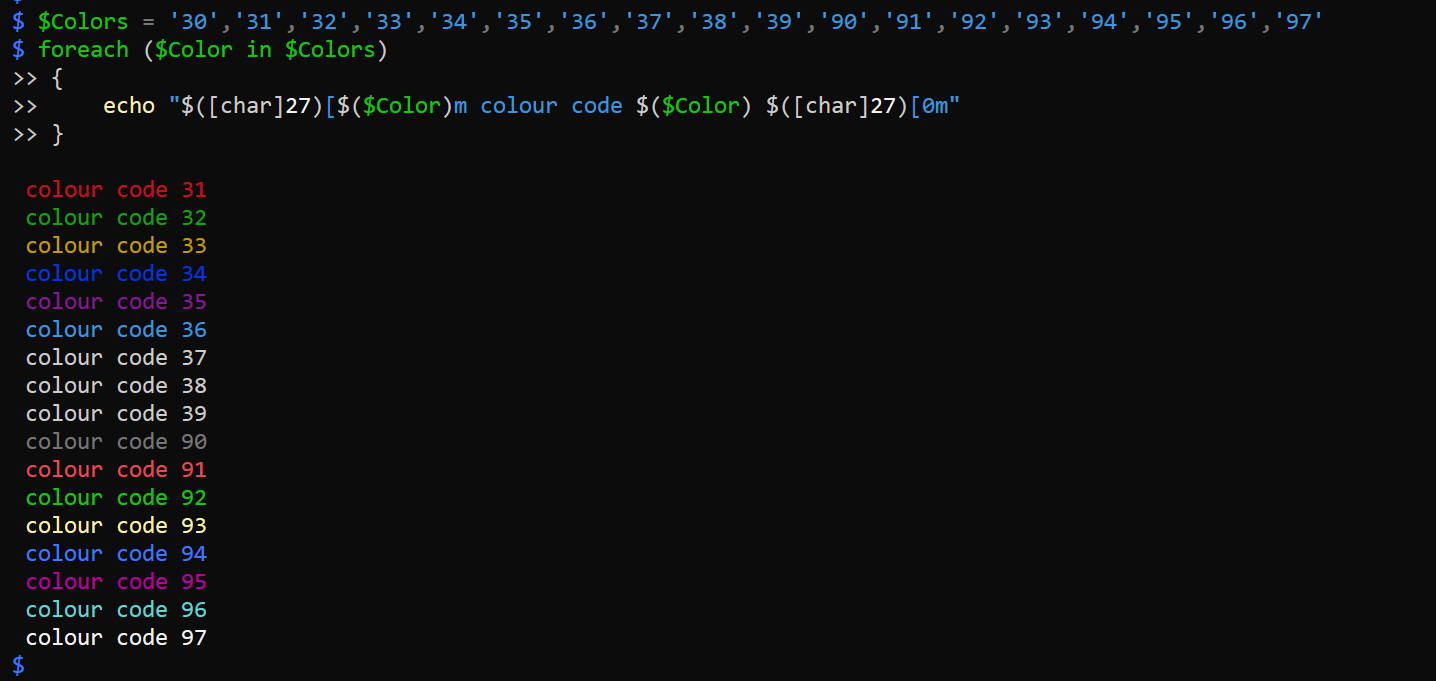 $ $Colors = '30','31','32','33','34','35','36','37','38','39','90','91','92','93','94','95','96','97'
$ foreach ($Color in $Colors)
>> {
>>     echo "$([char]27)[$($Color)m colour code $($Color) $([char]27)[0m"
>> }
colour code 31
colour code 32
colour code 33
colour code 34
colour code 35
colour code 36
colour code 37
colour code 38
colour code 39
colour code 90
colour code 91
colour code 92
colour code 93
colour code 94
colour code 95
colour code 96
colour code 97
$